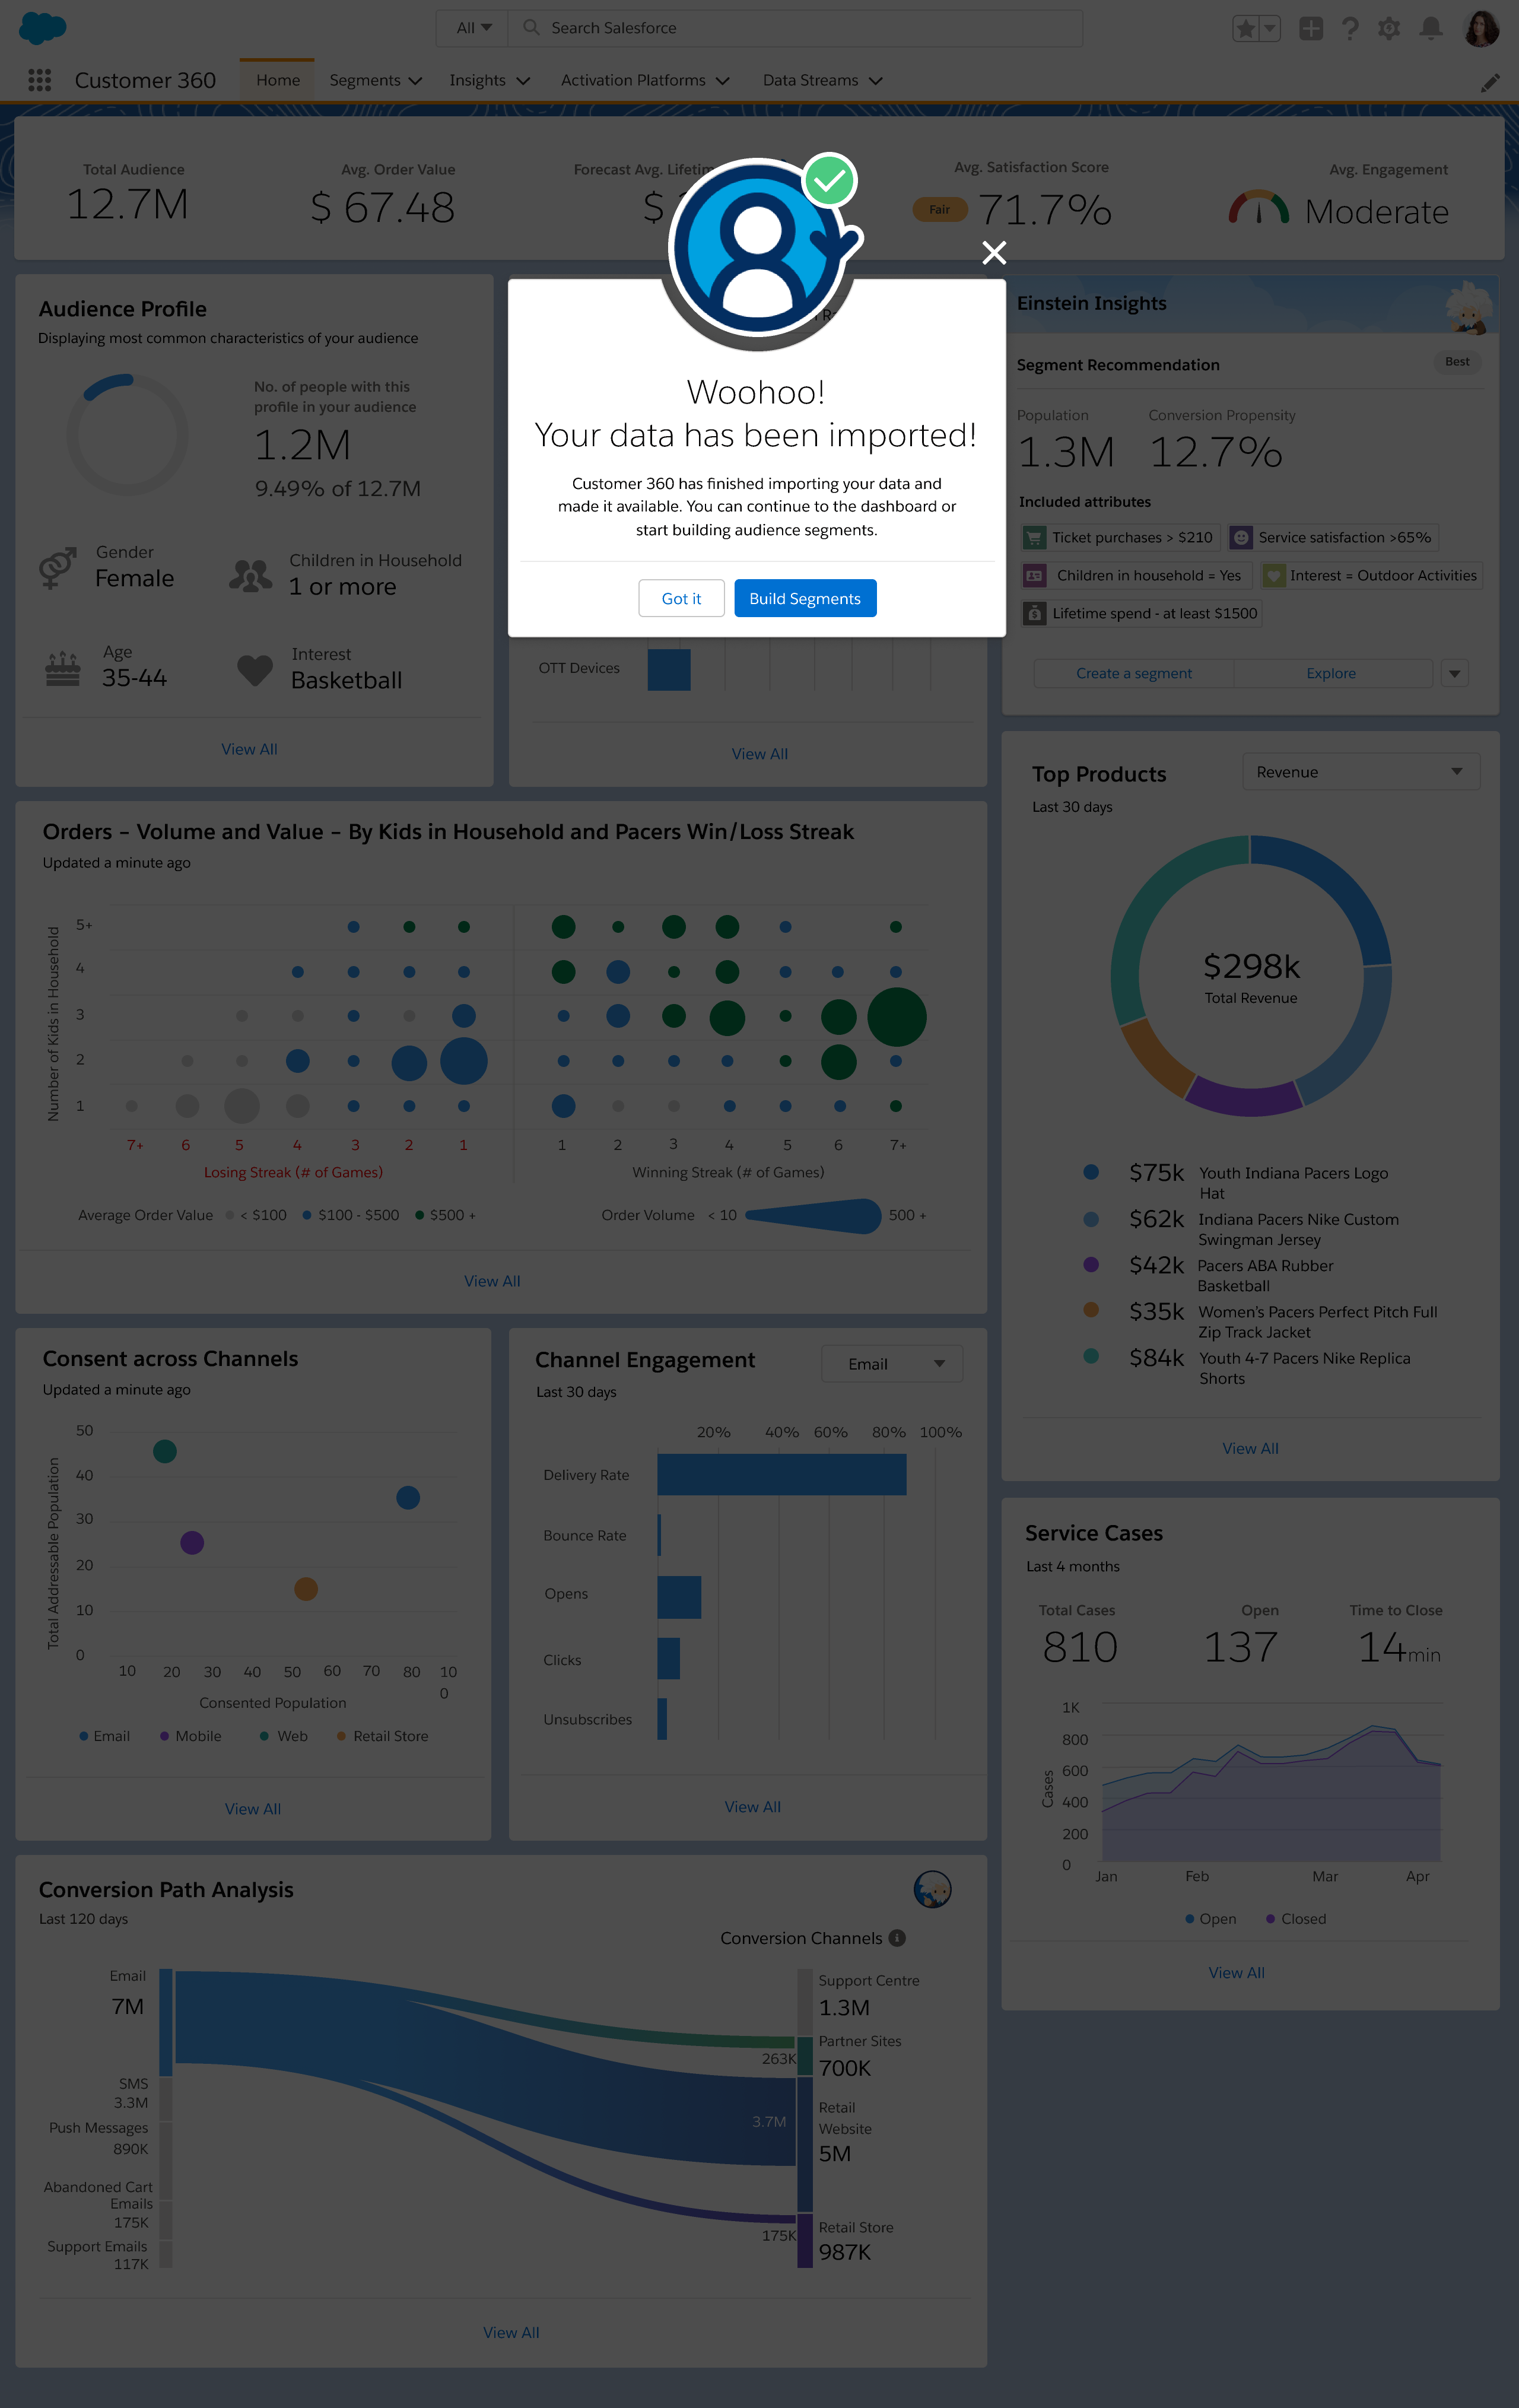 All
Search Salesforce
Customer 360
Home
Segments
Insights
Activation Platforms
Data Streams
Total Audience
12.7M
Avg. Order Value
$ 67.48
Forecast Avg.
$
Avg. Satisfaction Score
Fair
71.7%
Avg. Engagement
Moderate
Woohoo!
Your data has been imported!
Customer 360 has finished importing your data and
made it available. You can continue to the dashboard or
start building audience segments.
Got it
Build Segments
Audience Profile
Displaying most common characteristics of your audience
No. of people with this
profile in your audience
1.2M
9.49% of 12.7M
Gender
Female
Children in Household
1 or more
Age
35-44
Interest
Basketball
View All
OTT Devices
View All
Einstein Insights
Segment Recommendation
Best
Population
1.3M
Conversion Propensity
12.7%
Included attributes
Ticket purchases > $210
Service satisfaction >65%
Children in household = Yes
Interest = Outdoor Activities
Lifetime spend - at least $1500
Create a segment
Explore
Top Products
Revenue
Last 30 days
$298k
Total Revenue
$75k Youth Indiana Pacers Logo
Hat
$62k Indiana Pacers Nike Custom
Swingman Jersey
$42k Pacers ABA Rubber
Basketball
$35k Women's Pacers Perfect Pitch Full
Zip Track Jacket
$84k Youth 4-7 Pacers Nike Replica
Shorts
View All
Orders – Volume and Value – By Kids in Household and Pacers Win/Loss Streak
Updated a minute ago
Number of Kids in Household
5+
4
3
2
1
7+ 6 5 4 3 2 1 1 2 3 4 5 6 7+
Losing Streak (# of Games)
Winning Streak (# of Games)
Average Order Value < $100 $100 - $500 $500 +
Order Volume < 10 500 +
View All
Consent across Channels
Updated a minute ago
Total Addressable Population
50
40
30
20
10
0
10 20 30 40 50 60 70 80 10
0
Consented Population
Email Mobile Web Retail Store
View All
Channel Engagement
Email
Last 30 days
20% 40% 60% 80% 100%
Delivery Rate
Bounce Rate
Opens
Clicks
Unsubscribes
View All
Service Cases
Last 4 months
Total Cases
810
Open
137
Time to Close
14min
Cases
1K
800
600
400
200
0
Jan Feb Mar Apr
Open Closed
View All
Conversion Path Analysis
Last 120 days
Conversion Channels
Email
7M
SMS
3.3M
Push Messages
890K
Abandoned Cart
Emails
175K
Support Emails
117K
263K
3.7M
175K
Support Centre
1.3M
Partner Sites
700K
Retail
Website
5M
Retail Store
987K
View All